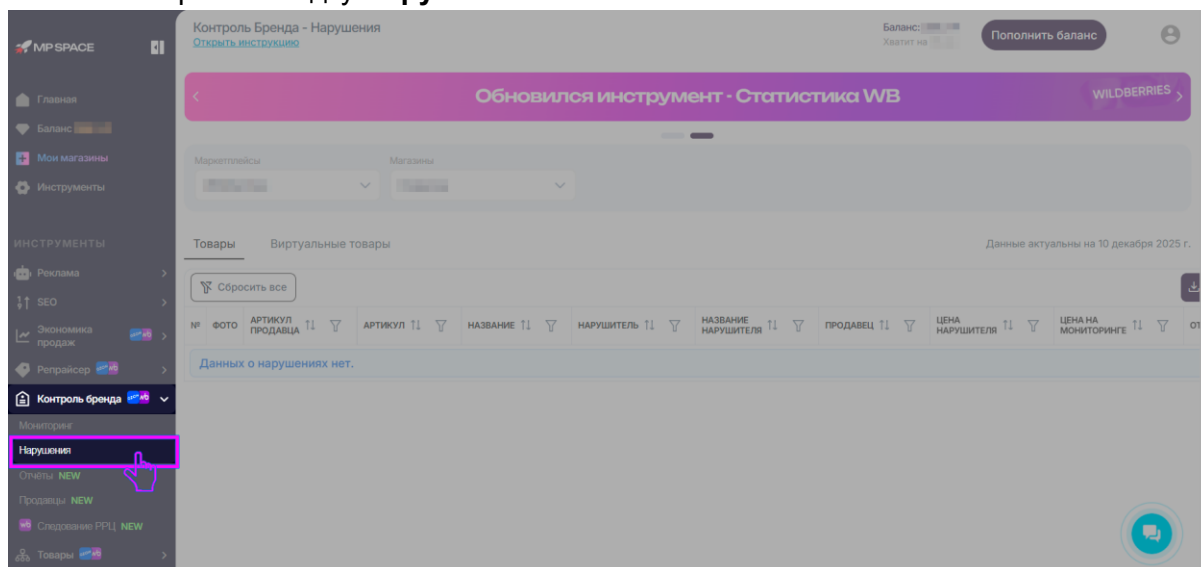 Контроль Бренда - Нарушения
Открыть инструкцию
Баланс:
Хватит на
Пополнить баланс
MP SPACE
Обновился инструмент - Статистика WB
WILDBERRIES
Главная
Баланс
Мои магазины
Инструменты
Маркетплейсы
Магазины
ИНСТРУМЕНТЫ
Товары
Виртуальные товары
Данные актуальны на 10 декабря 2025 г.
Реклама
SEO
Экономика
продаж
Репрайсер
Контроль бренда
Мониторинг
Нарушения
Отчёты NEW
Продавцы NEW
Следование РРЦ NEW
Товары
Сбросить все
№ ФОТО АРТИКУЛ ПРОДАВЦА АРТИКУЛ НАЗВАНИЕ НАРУШИТЕЛЬ НАЗВАНИЕ НАРУШИТЕЛЯ ПРОДАВЕЦ ЦЕНА НАРУШИТЕЛЯ ЦЕНА НА МОНИТОРИНГЕ
Данных о нарушениях нет.